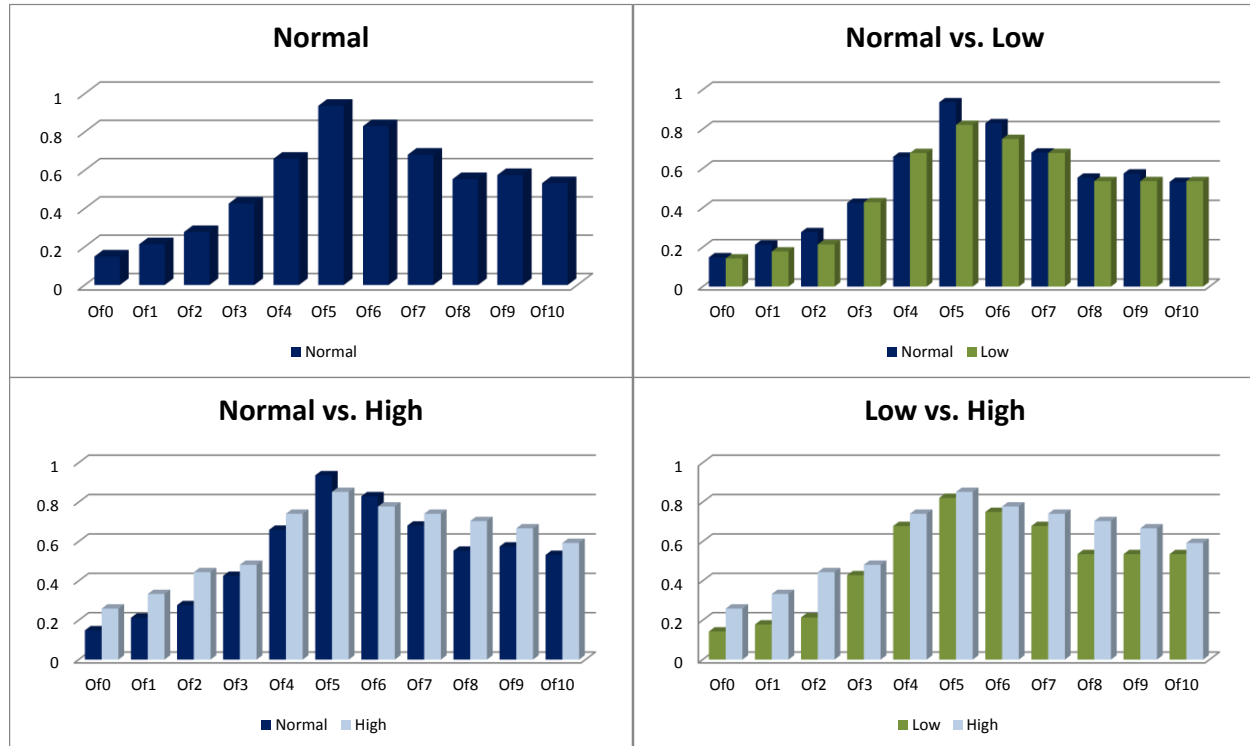 Normal
1
0.8
0.6
0.4
0.2
0
Of0 Of1 Of2 Of3 Of4 Of5 Of6 Of7 Of8 Of9 Of10
Normal
Normal vs. Low
1
0.8
0.6
0.4
0.2
0
Of0 Of1 Of2 Of3 Of4 Of5 Of6 Of7 Of8 Of9 Of10
Normal Low
Normal vs. High
1
0.8
0.6
0.4
0.2
0
Of0 Of1 Of2 Of3 Of4 Of5 Of6 Of7 Of8 Of9 Of10
Normal High
Low vs. High
1
0.8
0.6
0.4
0.2
0
Of0 Of1 Of2 Of3 Of4 Of5 Of6 Of7 Of8 Of9 Of10
Low High